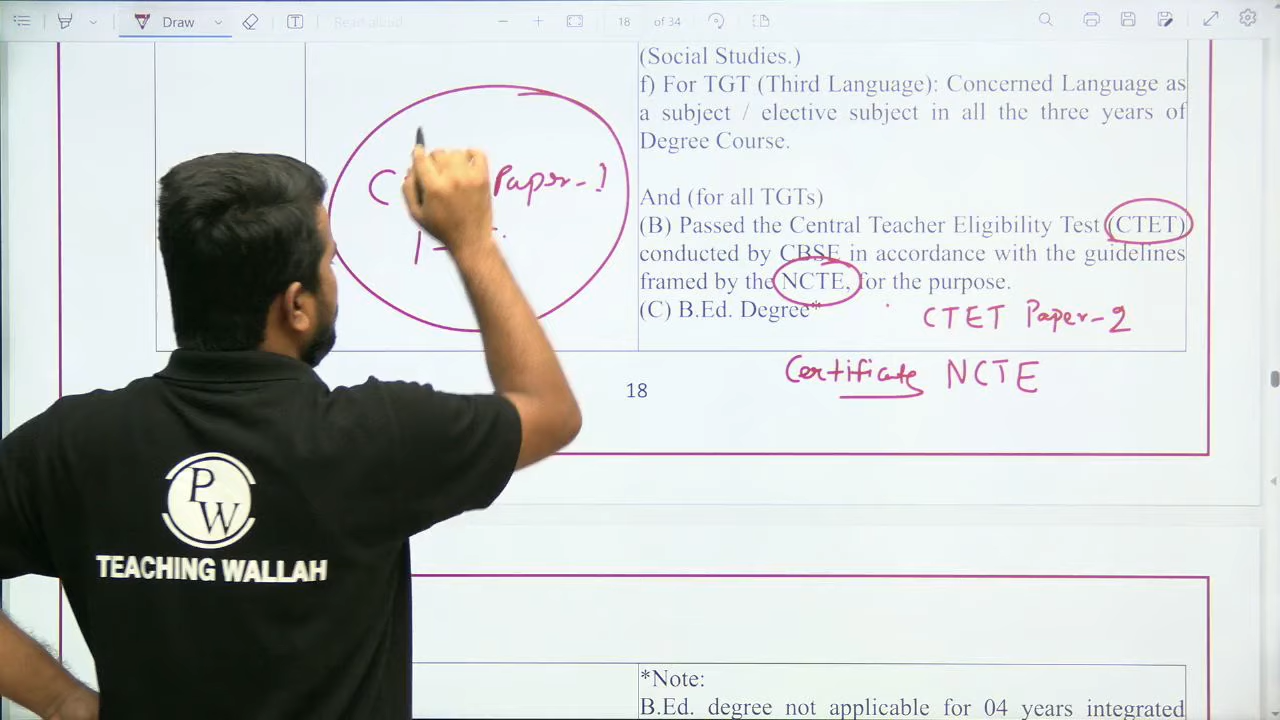 Draw
Read aloud
18 of 34
(Social Studies.)
f) For TGT (Third Language): Concerned Language as
a subject / elective subject in all the three years of
Degree Course.
And (for all TGTs)
(B) Passed the Central Teacher Eligibility Test (CTET)
conducted by CBSE in accordance with the guidelines
framed by the NCTE, for the purpose.
(C) B.Ed. Degree*
Paper-1
CTET Paper-2
Certificate NCTE
18
PW
TEACHING WALLAH
*Note:
B.Ed. degree not applicable for 04 years integrated